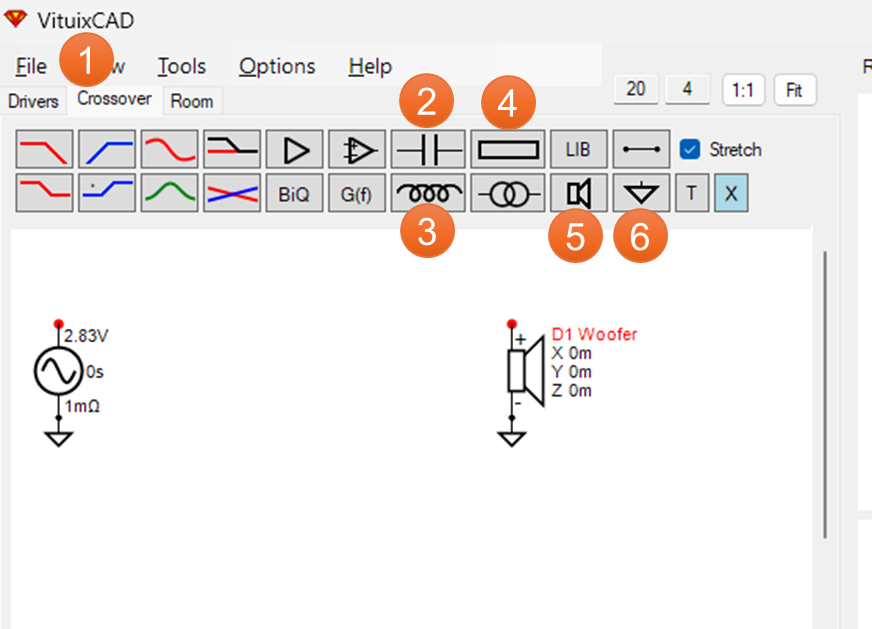 VituixCAD
File 1 w Tools Options Help
Drivers Crossover Room
2 4 20 4 1:1 Fit
LIB Stretch
BiQ G(f) T X
3 5 6
2.83V
0s
1mΩ
+
D1 Woofer
X 0m
Y 0m
Z 0m
-
R